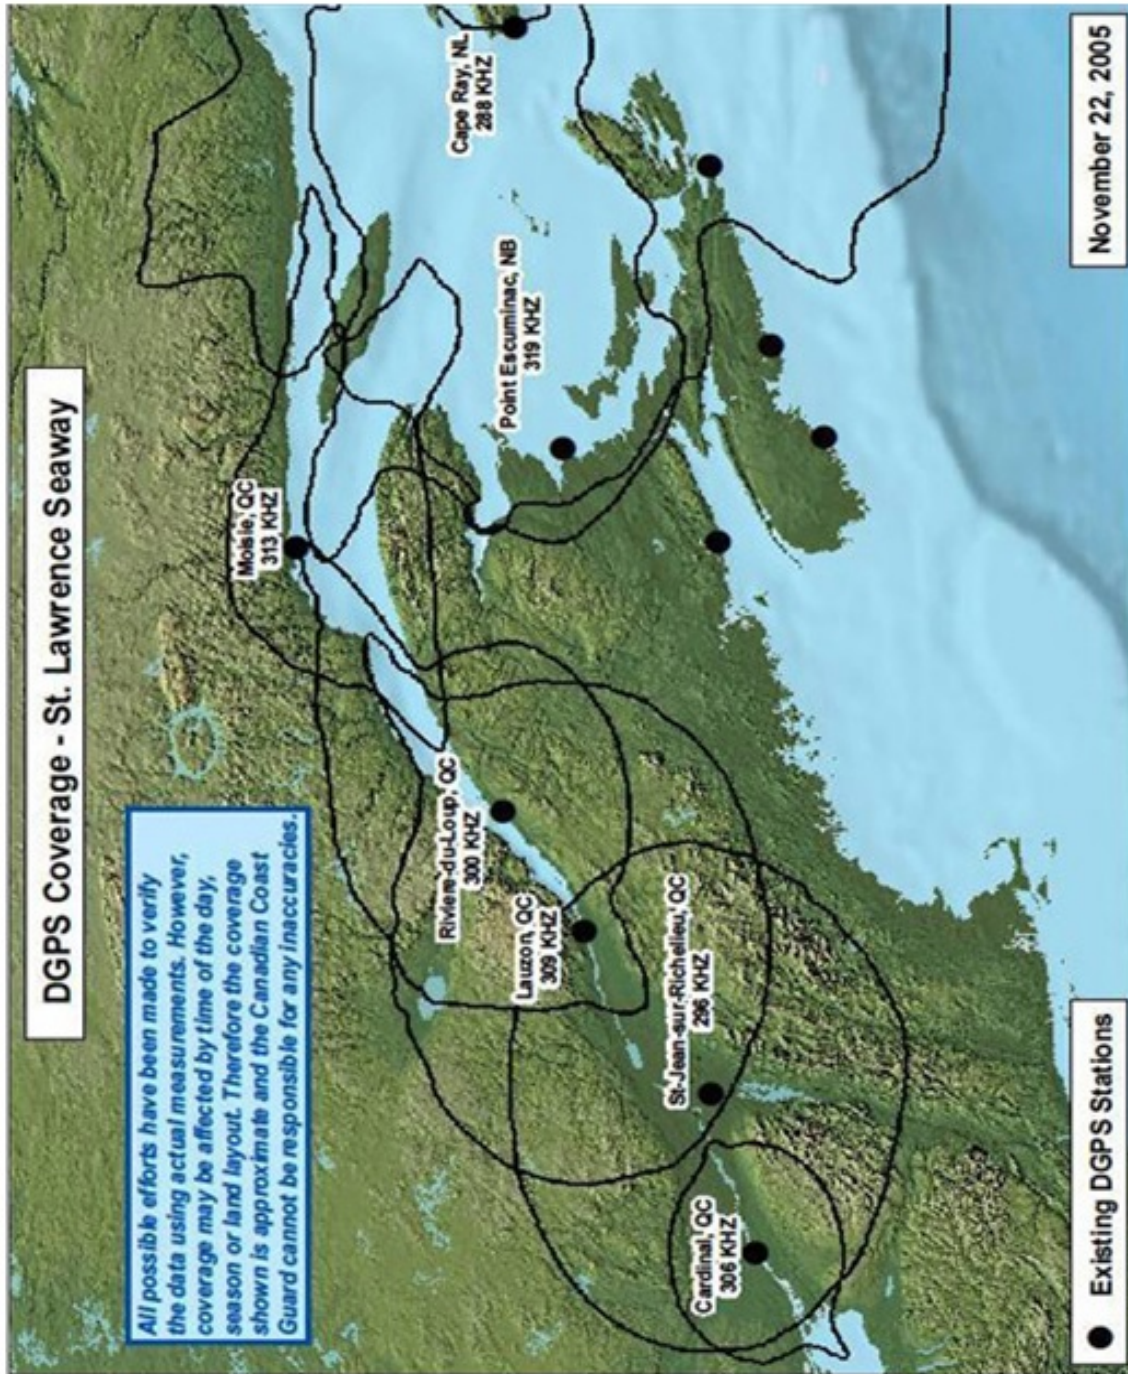 DGPS Coverage - St. Lawrence Seaway
All possible efforts have been made to verify
the data using actual measurements. However,
coverage may be affected by time of the day,
season or land layout. Therefore the coverage
shown is approximate and the Canadian Coast
Guard cannot be responsible for any inaccuracies.
Moisie, QC
313 KHZ
Cape Ray, NL
288 KHZ
Riviere-du-Loup, QC
300 KHZ
Point Escuminac, NB
319 KHZ
Lauzon, QC
309 KHZ
St-Jean-sur-Richelieu, QC
296 KHZ
Cardinal, QC
306 KHZ
Existing DGPS Stations
November 22, 2005